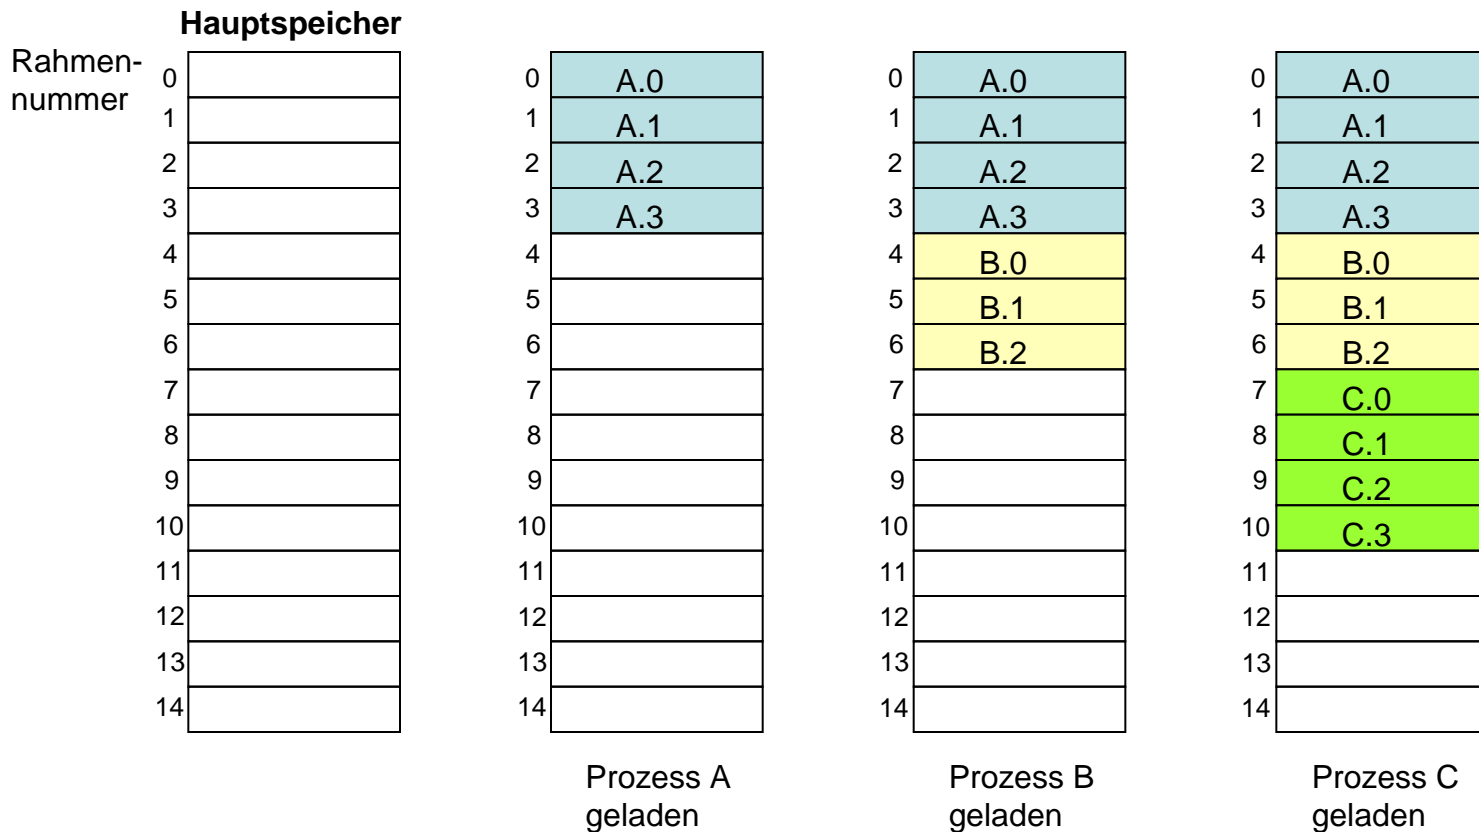 Hauptspeicher
Rahmen-
nummer
0
1
2
3
4
5
6
7
8
9
10
11
12
13
14
0 A.0
1 A.1
2 A.2
3 A.3
4
5
6
7
8
9
10
11
12
13
14
Prozess A
geladen
0 A.0
1 A.1
2 A.2
3 A.3
4 B.0
5 B.1
6 B.2
7
8
9
10
11
12
13
14
Prozess B
geladen
0 A.0
1 A.1
2 A.2
3 A.3
4 B.0
5 B.1
6 B.2
7 C.0
8 C.1
9 C.2
10 C.3
11
12
13
14
Prozess C
geladen